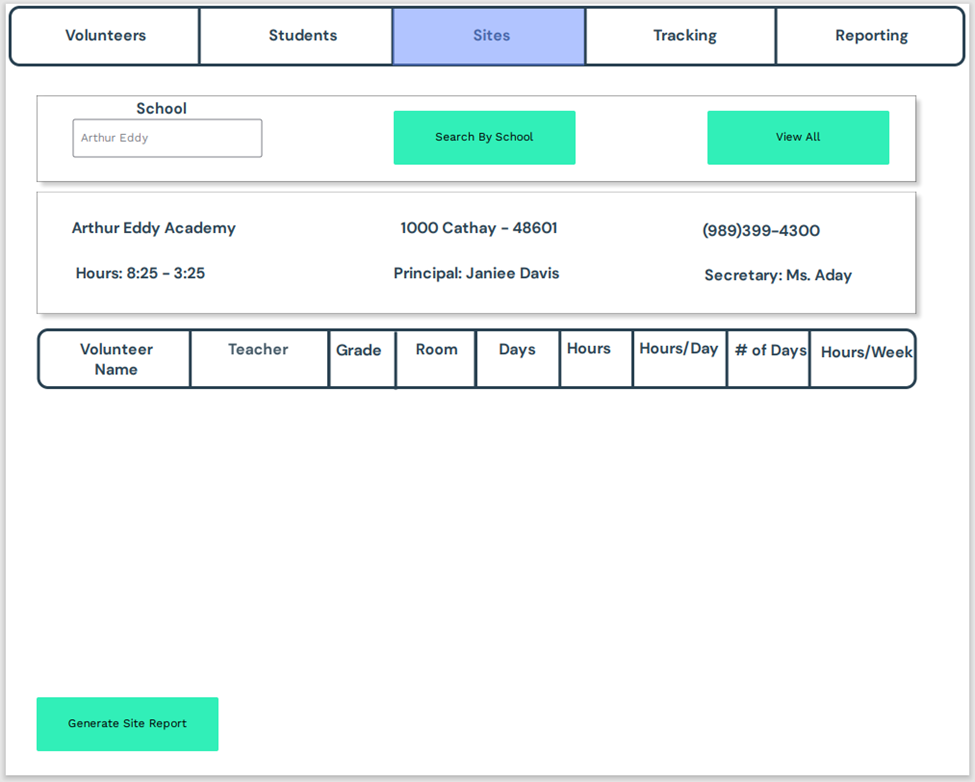 Volunteers Students Sites Tracking Reporting
School
Arthur Eddy Search By School View All
Arthur Eddy Academy 1000 Cathay - 48601 (989)399-4300
Hours: 8:25 - 3:25 Principal: Janiee Davis Secretary: Ms. Aday
Volunteer Teacher Grade Room Days Hours Hours/Day # of Days Hours/Week
Name
Generate Site Report